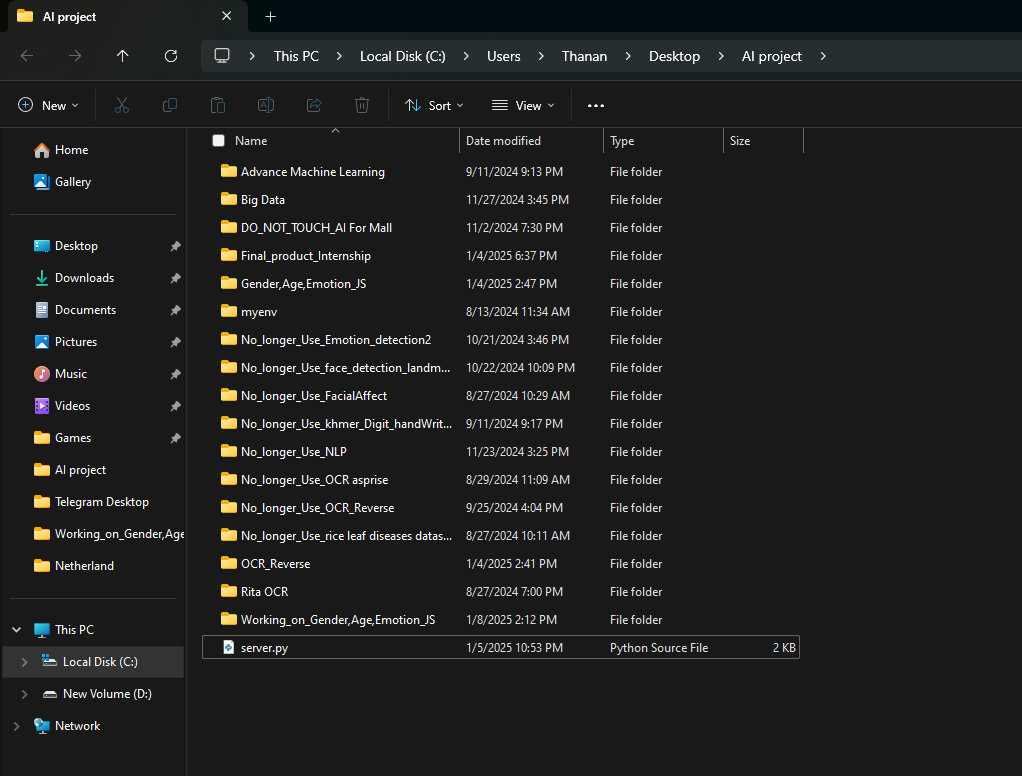 AI project
This PC > Local Disk (C:) > Users > Thanan > Desktop > AI project >
New Sort View
Name Date modified Type Size
Home
Gallery
Desktop
Downloads
Documents
Pictures
Music
Videos
Games
AI project
Telegram Desktop
Working_on_Gender,Age
Netherland
This PC
Local Disk (C:)
New Volume (D:)
Network
Advance Machine Learning 9/11/2024 9:13 PM File folder
Big Data 11/27/2024 3:45 PM File folder
DO_NOT_TOUCH_AI For Mall 11/2/2024 7:30 PM File folder
Final_product_Internship 1/4/2025 6:37 PM File folder
Gender,Age,Emotion_JS 1/4/2025 2:47 PM File folder
myenv 8/13/2024 11:34 AM File folder
No_longer_Use_Emotion_detection2 10/21/2024 3:46 PM File folder
No_longer_Use_face_detection_landm... 10/22/2024 10:09 PM File folder
No_longer_Use_FacialAffect 8/27/2024 10:29 AM File folder
No_longer_Use_khmer_Digit_handWrit... 9/11/2024 9:17 PM File folder
No_longer_Use_NLP 11/23/2024 3:25 PM File folder
No_longer_Use_OCR asprise 8/29/2024 11:09 AM File folder
No_longer_Use_OCR_Reverse 9/25/2024 4:04 PM File folder
No_longer_Use_rice leaf diseases datas... 8/27/2024 10:11 AM File folder
OCR_Reverse 1/4/2025 2:41 PM File folder
Rita OCR 8/27/2024 7:00 PM File folder
Working_on_Gender,Age,Emotion_JS 1/8/2025 2:12 PM File folder
server.py 1/5/2025 10:53 PM Python Source File 2 KB